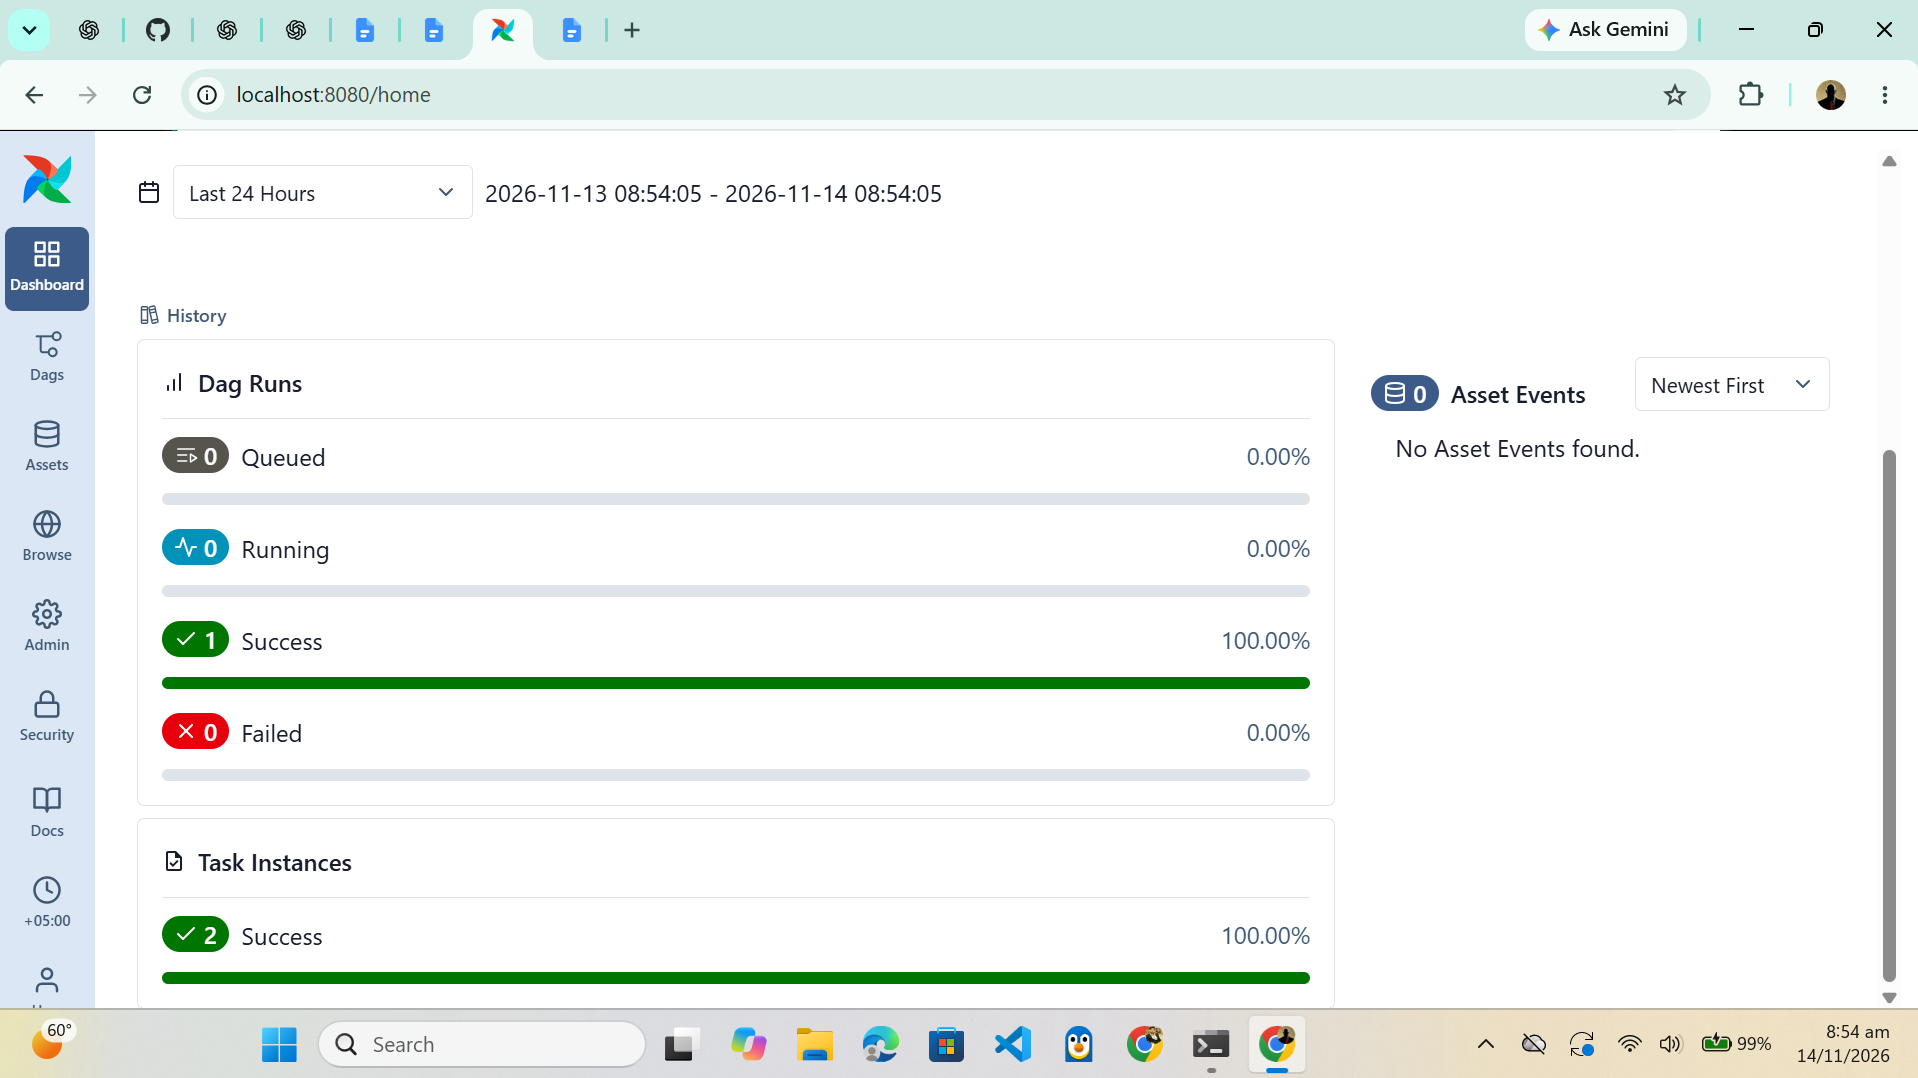 Ask Gemini
localhost:8080/home
Last 24 Hours
2026-11-13 08:54:05 - 2026-11-14 08:54:05
Dashboard
Dags
Assets
Browse
Admin
Security
Docs
+05:00
History
Dag Runs
0 Queued 0.00%
0 Running 0.00%
1 Success 100.00%
0 Failed 0.00%
Task Instances
2 Success 100.00%
0 Asset Events
Newest First
No Asset Events found.
60°
Search
99%
8:54 am
14/11/2026